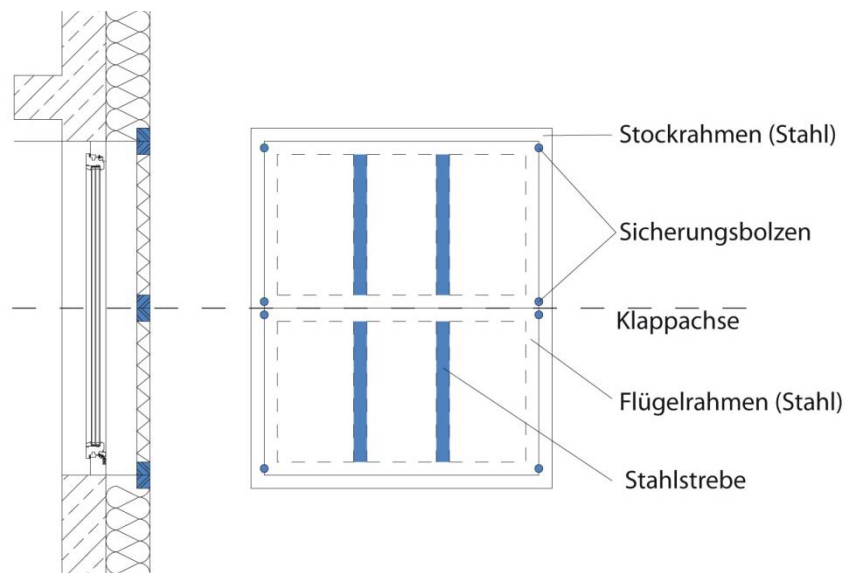 Stockrahmen (Stahl)
Sicherungsbolzen
Klappachse
Flügelrahmen (Stahl)
Stahlstrebe